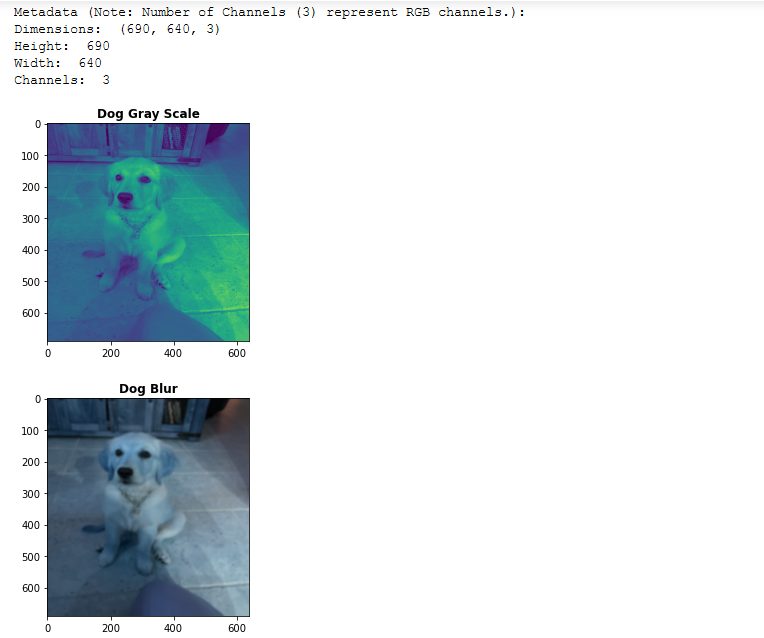 Metadata (Note: Number of Channels (3) represent RGB channels.):
Dimensions:  (690, 640, 3)
Height:  690
Width:  640
Channels:  3
Dog Gray Scale
0
100
200
300
400
500
600
0 200 400 600
Dog Blur
0
100
200
300
400
500
600
0 200 400 600